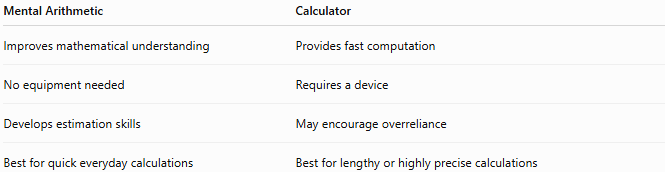 Mental Arithmetic Calculator
Improves mathematical understanding Provides fast computation
No equipment needed Requires a device
Develops estimation skills May encourage overreliance
Best for quick everyday calculations Best for lengthy or highly precise calculations